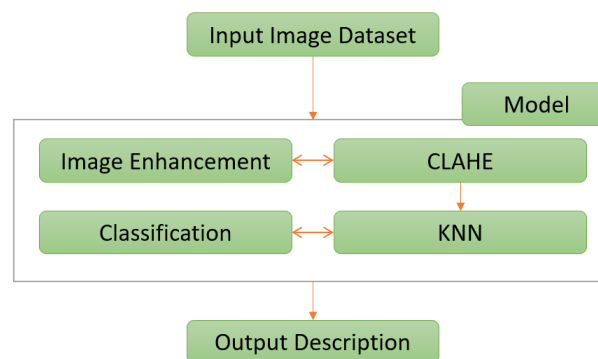 Input Image Dataset
Model
Image Enhancement
CLAHE
Classification
KNN
Output Description